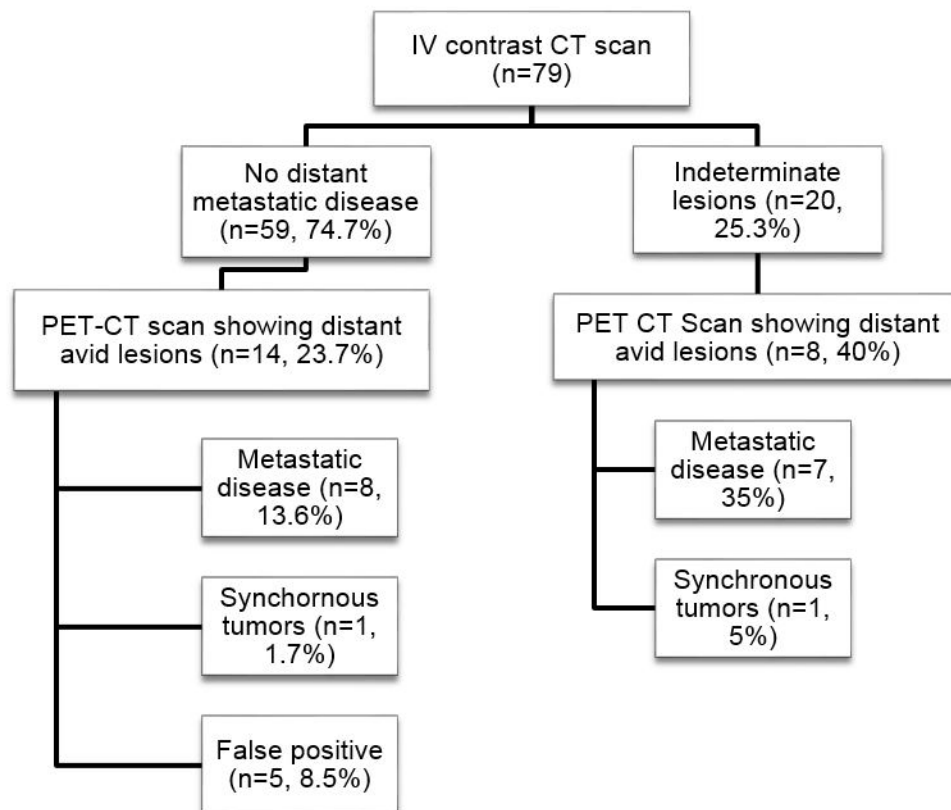 IV contrast CT scan
(n=79)
No distant
metastatic disease
(n=59, 74.7%)
Indeterminate
lesions (n=20,
25.3%)
PET-CT scan showing distant
avid lesions (n=14, 23.7%)
PET CT Scan showing distant
avid lesions (n=8, 40%)
Metastatic
disease (n=8,
13.6%)
Synchornous
tumors (n=1,
1.7%)
False positive
(n=5, 8.5%)
Metastatic
disease (n=7,
35%)
Synchronous
tumors (n=1,
5%)